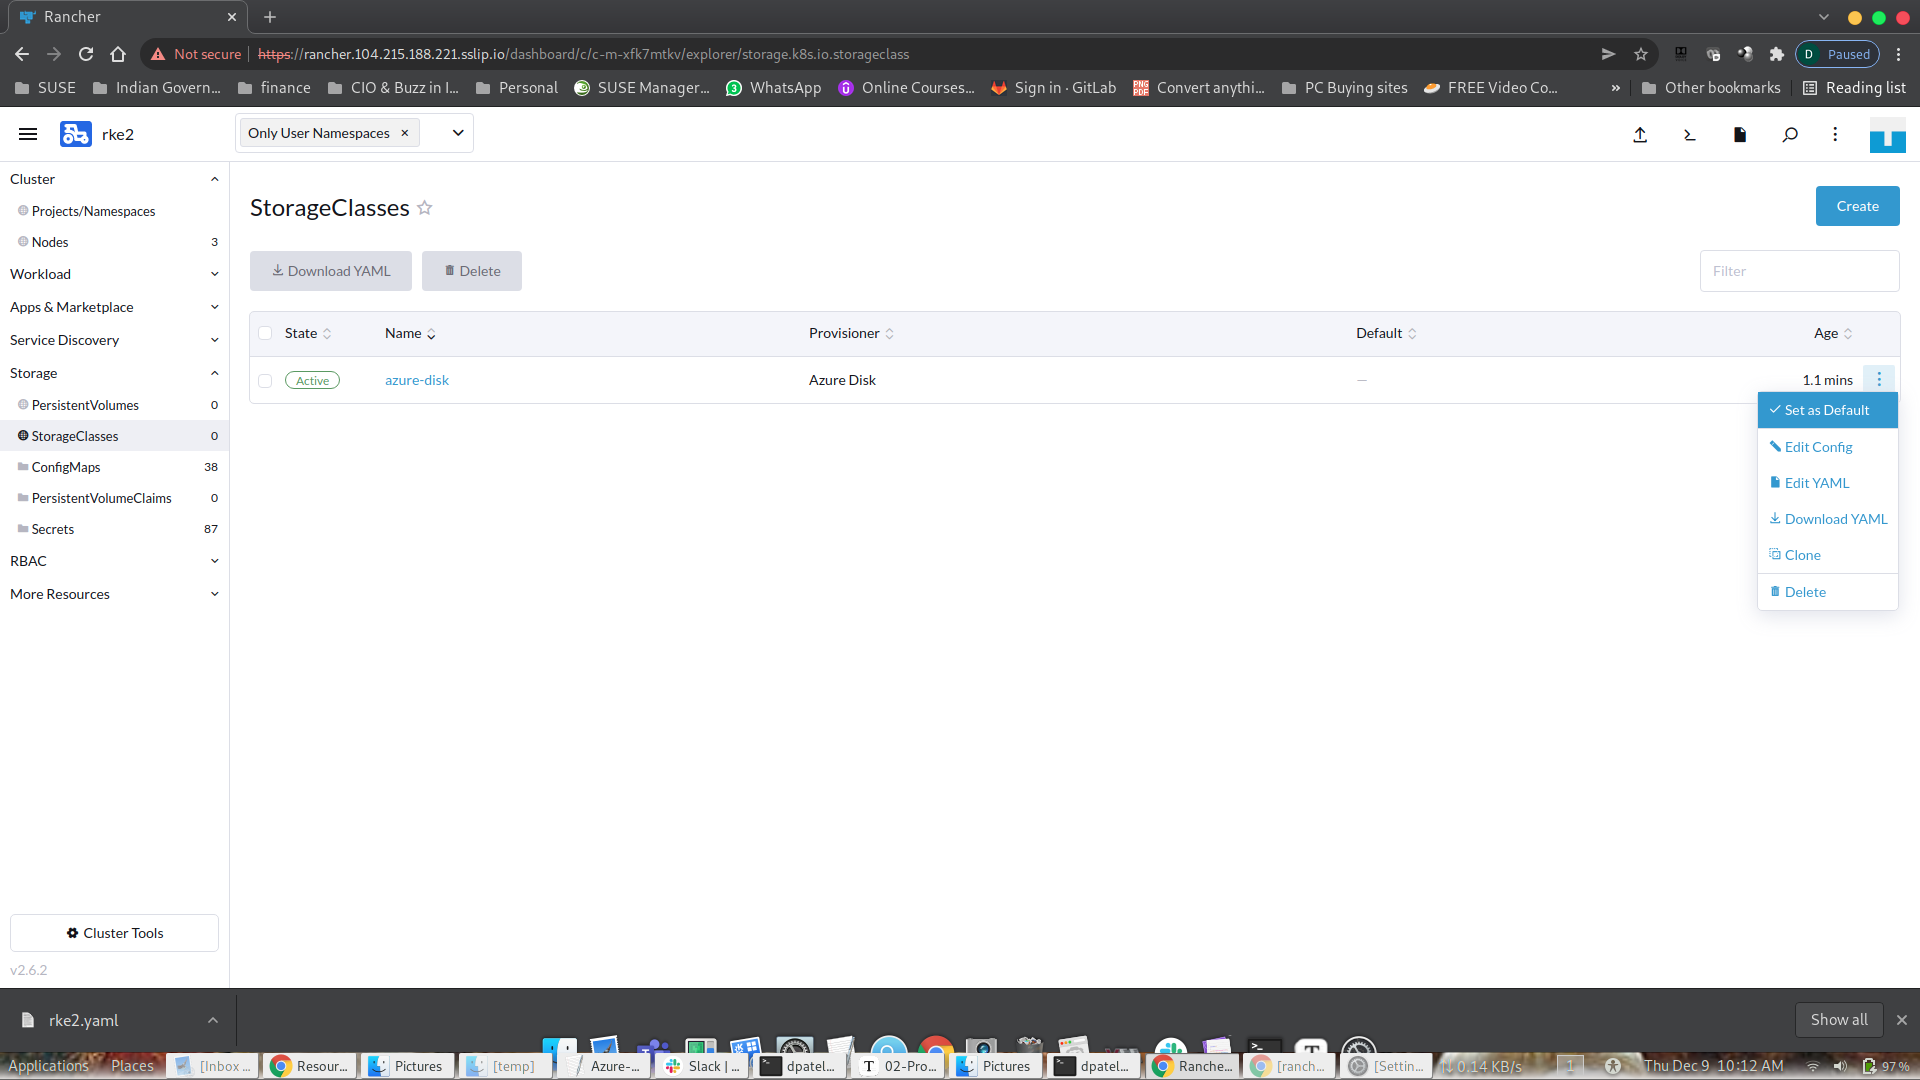 Rancher
Not secure https://rancher.104.215.188.221.sslip.io/dashboard/c/c-m-xfk7mtkv/explorer/storage.k8s.io.storageclass
D Paused
SUSE Indian Govern... finance CIO & Buzz in I... Personal SUSE Manager... WhatsApp Online Courses... Sign in · GitLab Convert anythi... PC Buying sites FREE Video Co... » Other bookmarks Reading list
rke2
Only User Namespaces ×
Cluster
Projects/Namespaces
Nodes 3
Workload
Apps & Marketplace
Service Discovery
Storage
PersistentVolumes 0
StorageClasses 0
ConfigMaps 38
PersistentVolumeClaims 0
Secrets 87
RBAC
More Resources
Cluster Tools
v2.6.2
StorageClasses
Create
Download YAML Delete
Filter
State Name Provisioner Default Age
Active azure-disk Azure Disk — 1.1 mins
Set as Default
Edit Config
Edit YAML
Download YAML
Clone
Delete
rke2.yaml
Show all
Applications Places [Inbox ... Resour... Pictures [temp] Azure-... Slack | ... dpatel... 02-Pro... Pictures dpatel... Ranche... [ranch... [Settin... 0.14 KB/s 1 Thu Dec 9 10:12 AM 97%